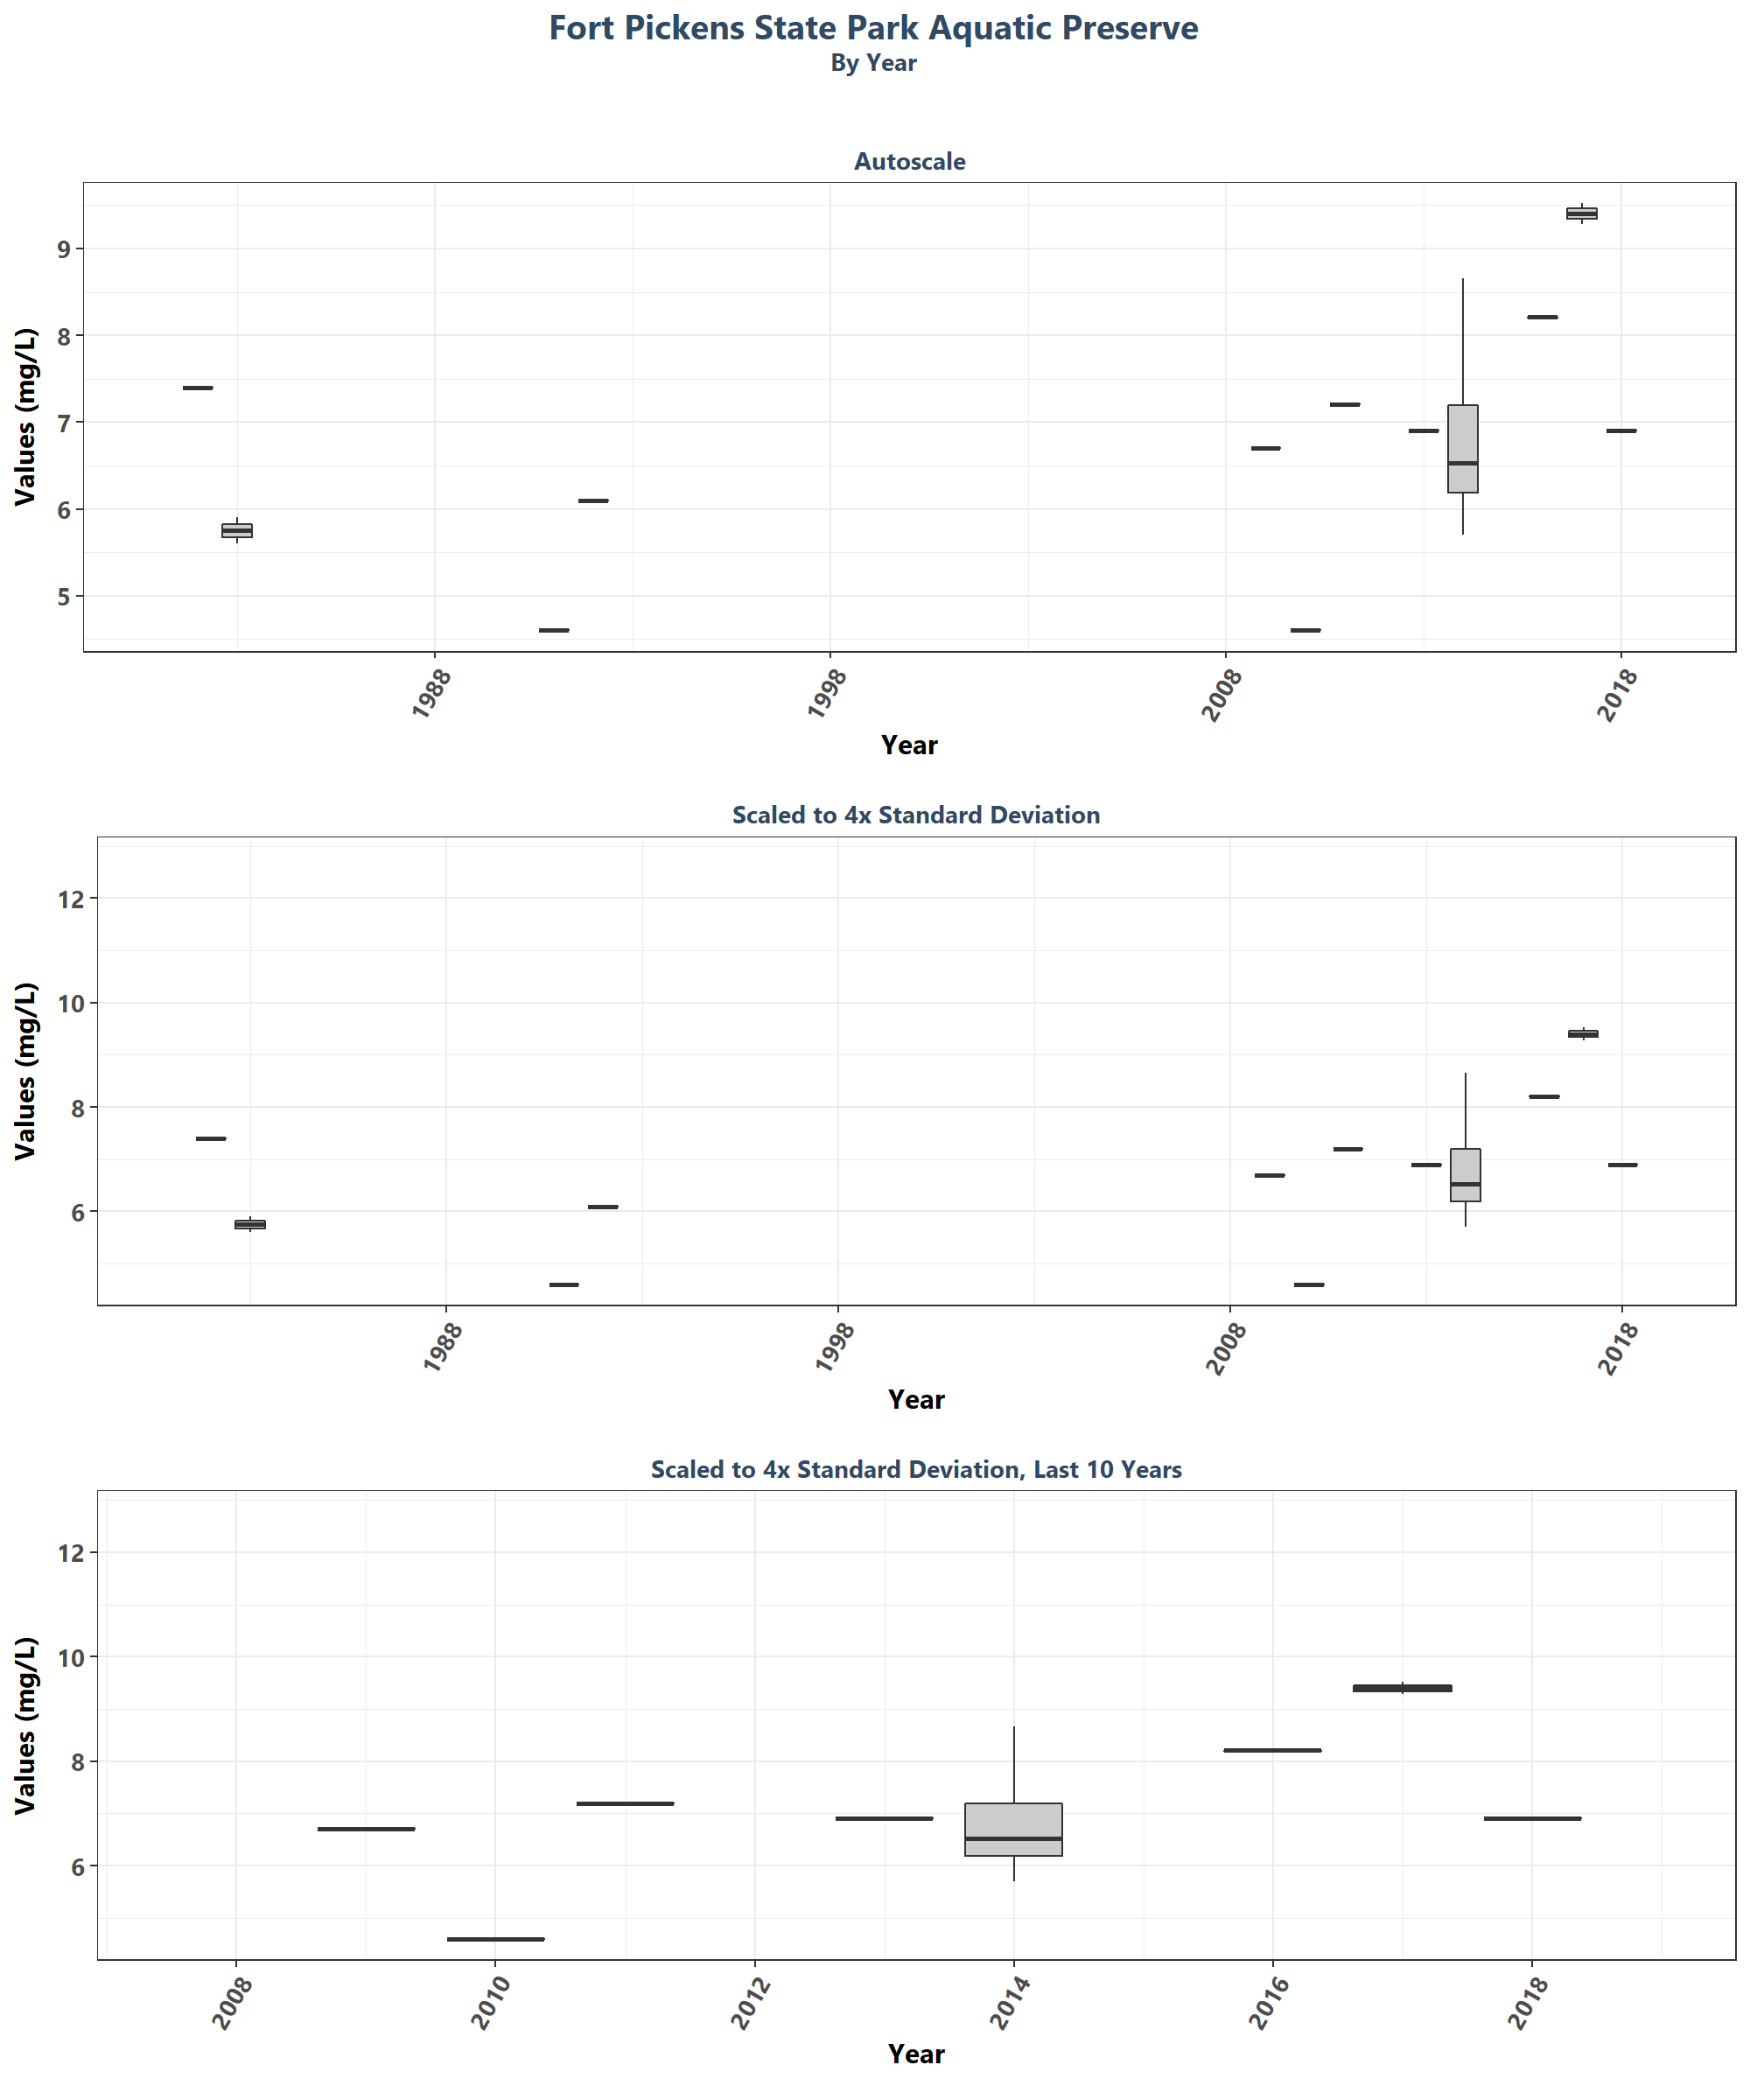 Fort Pickens State Park Aquatic Preserve
By Year
Autoscale
Values (mg/L)
9
8
7
6
5
1988
1998
2008
2018
Year
Scaled to 4x Standard Deviation
Values (mg/L)
12
10
8
6
1988
1998
2008
2018
Year
Scaled to 4x Standard Deviation, Last 10 Years
Values (mg/L)
12
10
8
6
2008
2010
2012
2014
2016
2018
Year